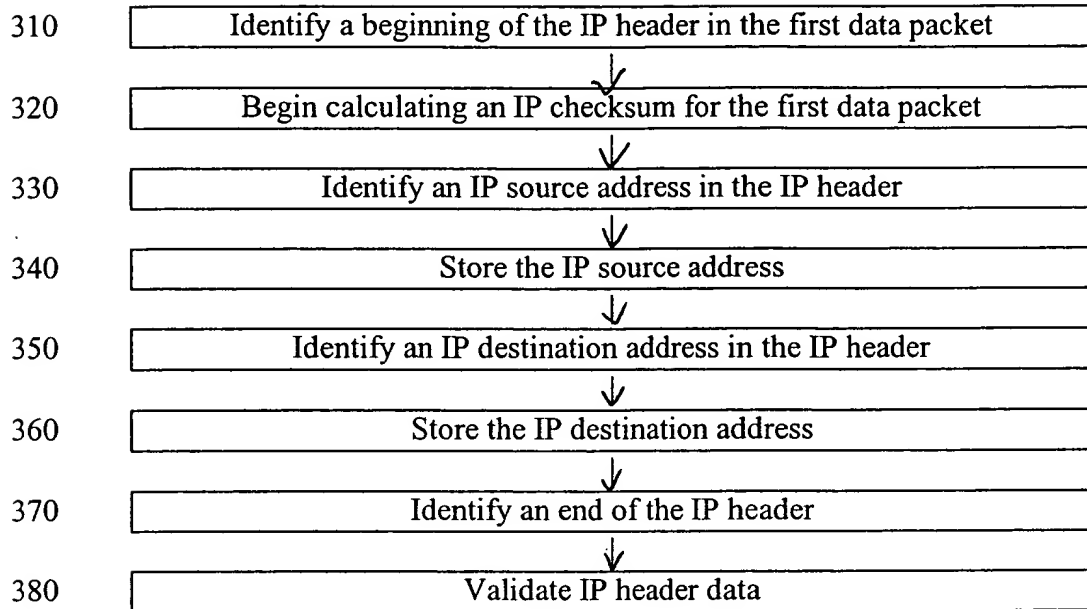 310 Identify a beginning of the IP header in the first data packet
320 Begin calculating an IP checksum for the first data packet
330 Identify an IP source address in the IP header
340 Store the IP source address
350 Identify an IP destination address in the IP header
360 Store the IP destination address
370 Identify an end of the IP header
380 Validate IP header data